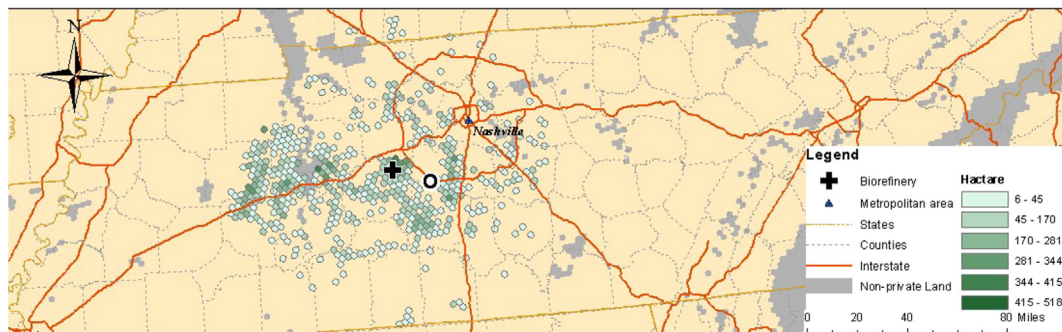 N
Nashville
Legend
Biorefinery
Metropolitan area
States
Counties
Interstate
Non-private Land
Hactare
6 - 45
45 - 170
170 - 281
281 - 344
344 - 415
415 - 518
0 20 40 80
Miles